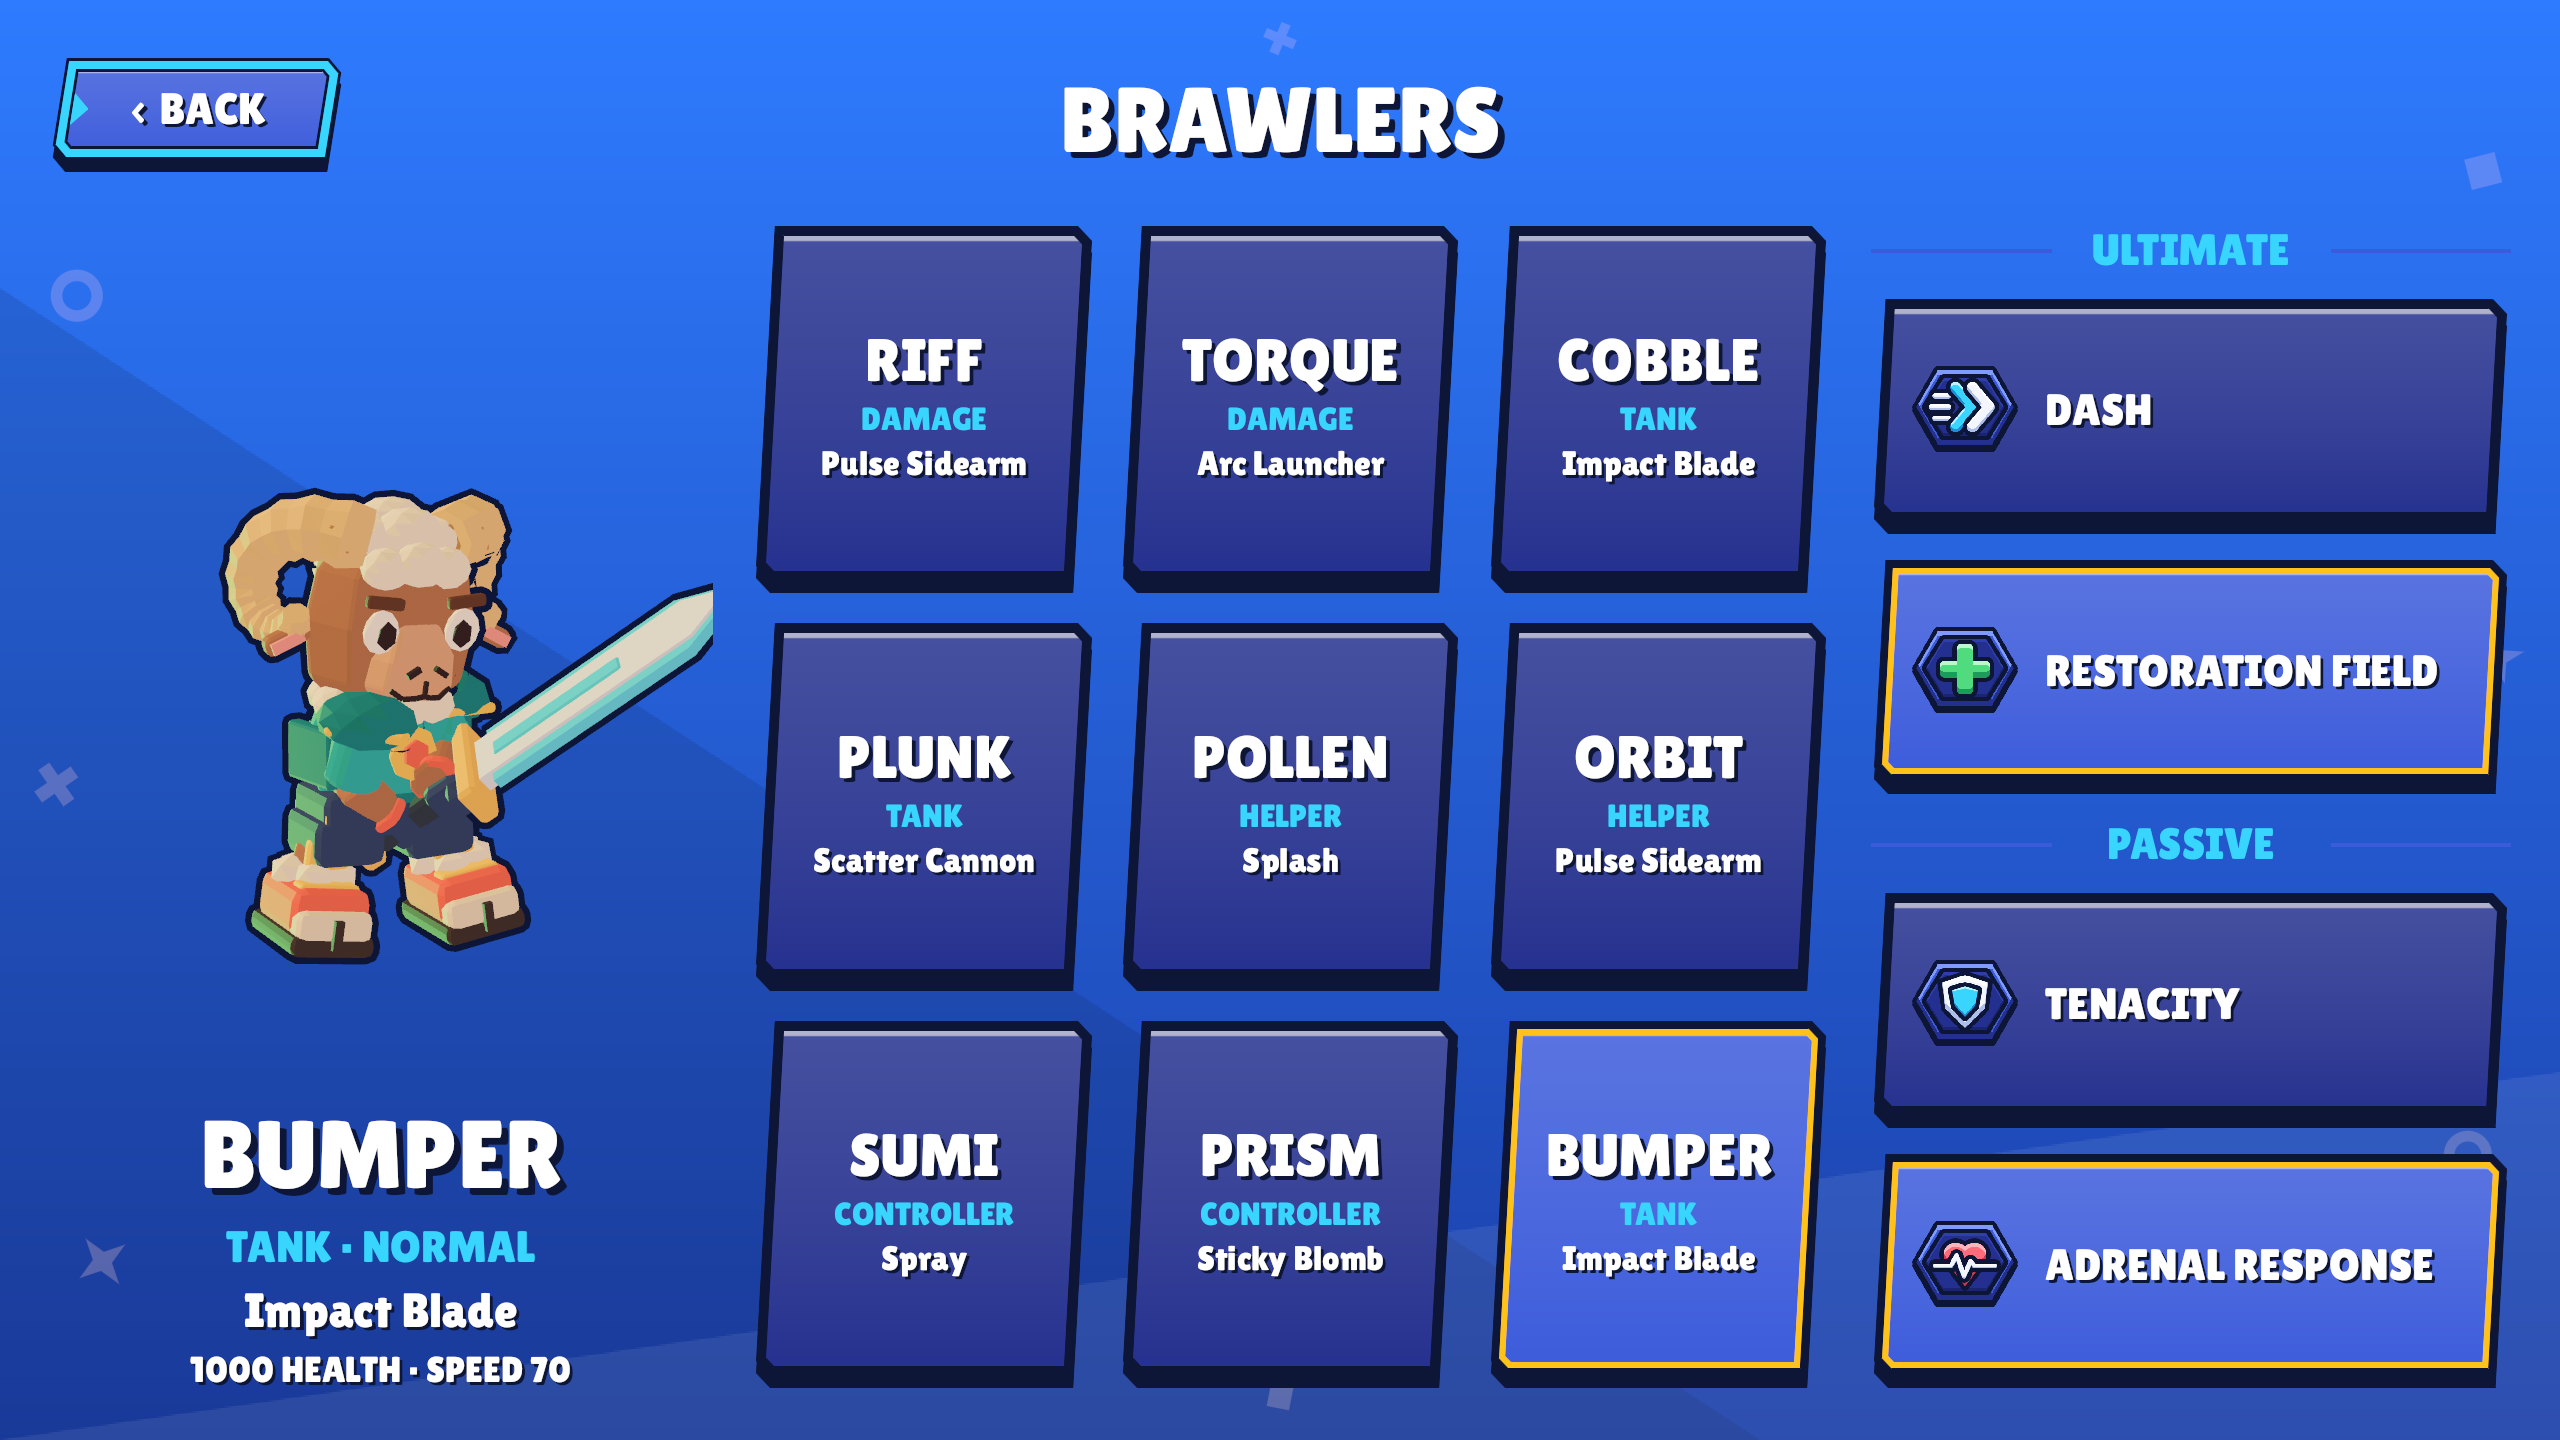 ‹ BACK
BRAWLERS
RIFF
DAMAGE
Pulse Sidearm
TORQUE
DAMAGE
Arc Launcher
COBBLE
TANK
Impact Blade
PLUNK
TANK
Scatter Cannon
POLLEN
HELPER
Splash
ORBIT
HELPER
Pulse Sidearm
SUMI
CONTROLLER
Spray
PRISM
CONTROLLER
Sticky Blomb
BUMPER
TANK
Impact Blade
ULTIMATE
DASH
RESTORATION FIELD
PASSIVE
TENACITY
ADRENAL RESPONSE
BUMPER
TANK · NORMAL
Impact Blade
1000 HEALTH · SPEED 70